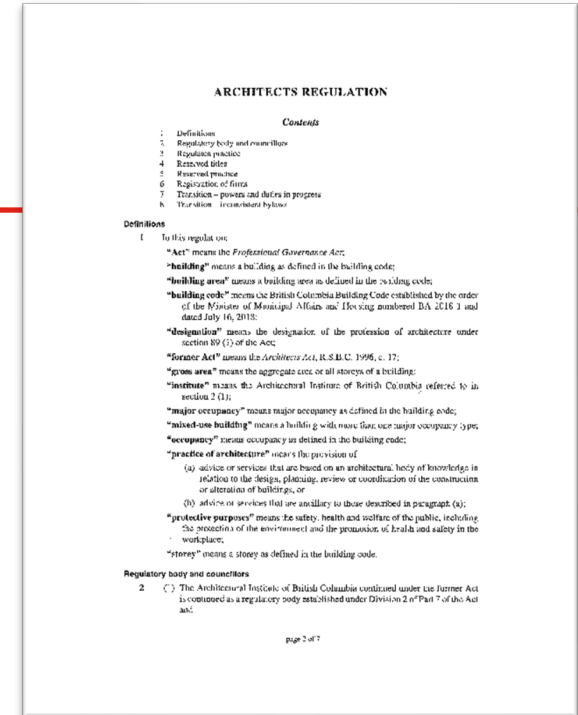 ARCHITECTS REGULATION
Contents
1 Definitions
2 Regulatory body and councillors
3 Regulated practice
4 Reserved titles
5 Reserved practice
6 Registration of firms
7 Transition – powers and duties in progress
8 Transition – inconsistent bylaws
Definitions
1 In this regulation:
"Act" means the Professional Governance Act;
"building" means a building as defined in the building code;
"building area" means a building area as defined in the building code;
"building code" means the British Columbia Building Code established by the order
of the Minister of Municipal Affairs and Housing numbered BA 2018 1 and
dated July 16, 2018;
"designation" means the designation of the profession of architecture under
section 89 (1) of the Act;
"former Act" means the Architects Act, R.S.B.C. 1996, c. 17;
"gross area" means the aggregate area of all storeys of a building;
"institute" means the Architectural Institute of British Columbia referred to in
section 2 (1);
"major occupancy" means major occupancy as defined in the building code;
"mixed-use building" means a building with more than one major occupancy type;
"occupancy" means occupancy as defined in the building code;
"practice of architecture" means the provision of
(a) advice or services that are based on an architectural body of knowledge in
relation to the design, planning, review or coordination of the construction
or alteration of buildings, or
(b) advice or services that are ancillary to those described in paragraph (a);
"protective purposes" means the safety, health and welfare of the public, including
the protection of the environment and the promotion of health and safety in the
workplace;
"storey" means a storey as defined in the building code.
Regulatory body and councillors
2 (1) The Architectural Institute of British Columbia continued under the former Act
is continued as a regulatory body established under Division 2 of Part 7 of the Act
and
page 2 of 7